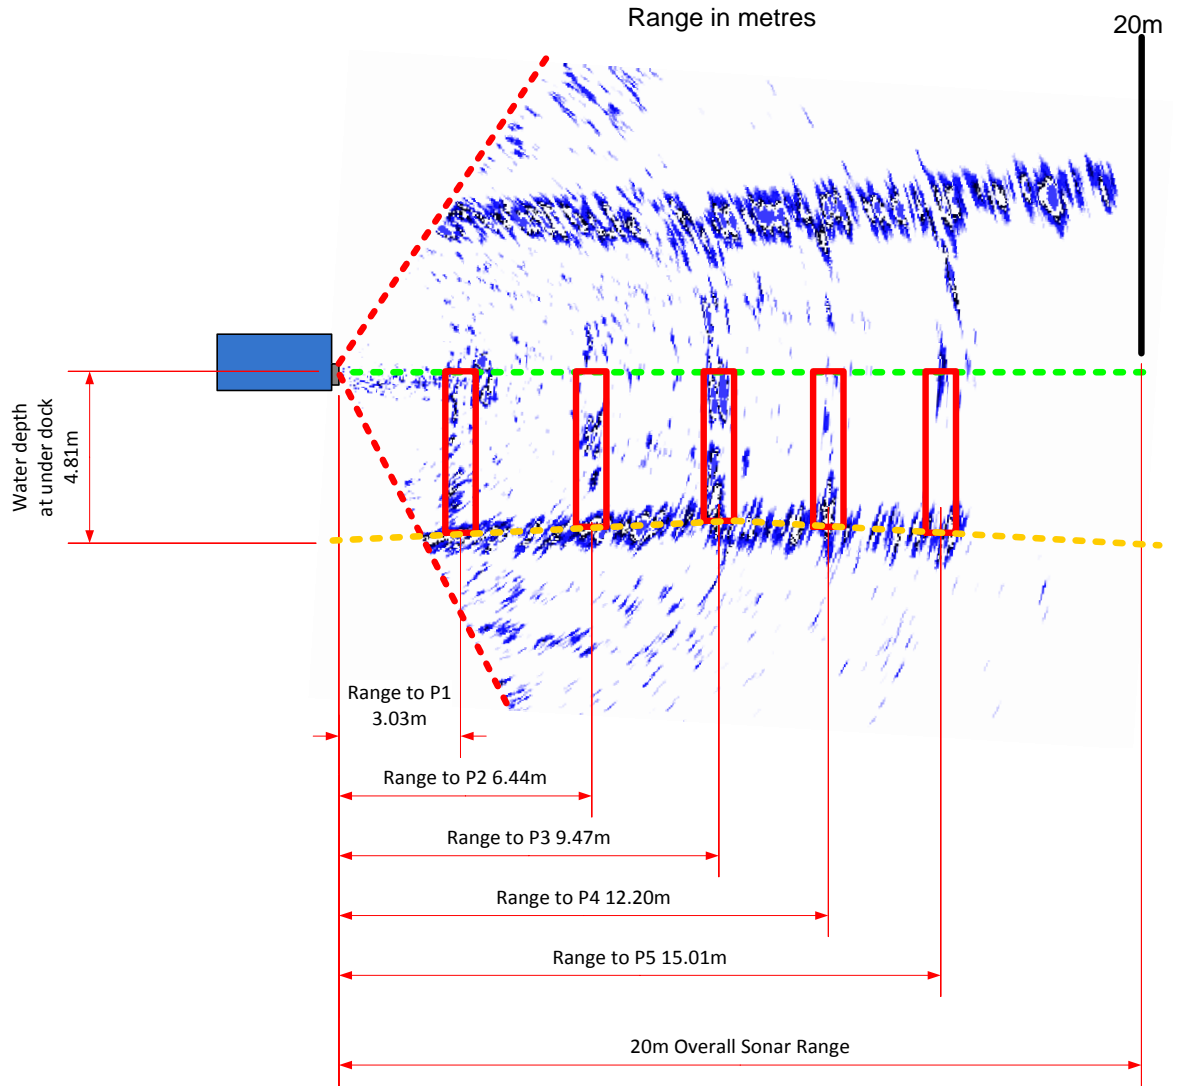 Range in metres
20m
Water depth
at under dock
4.81m
Range to P1
3.03m
Range to P2 6.44m
Range to P3 9.47m
Range to P4 12.20m
Range to P5 15.01m
20m Overall Sonar Range